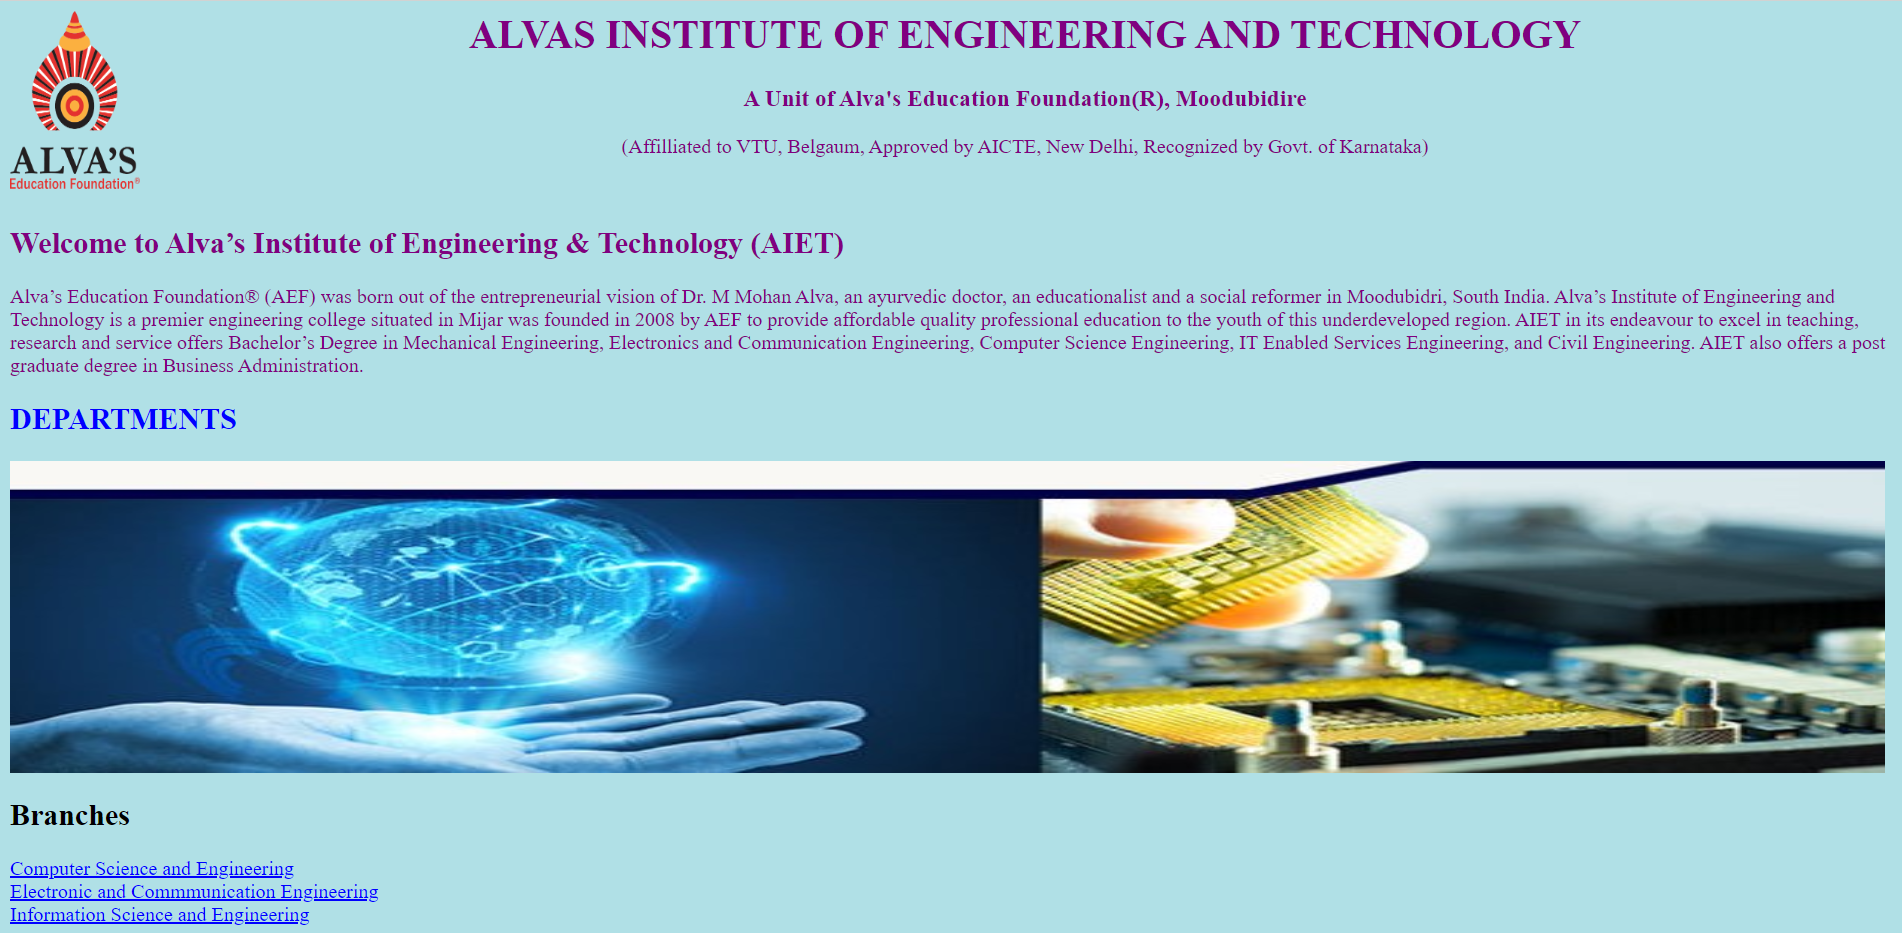 ALVAS INSTITUTE OF ENGINEERING AND TECHNOLOGY
A Unit of Alva's Education Foundation(R), Moodubidire
(Affilliated to VTU, Belgaum, Approved by AICTE, New Delhi, Recognized by Govt. of Karnataka)
ALVA'S
Education Foundation®
Welcome to Alva’s Institute of Engineering & Technology (AIET)
Alva’s Education Foundation® (AEF) was born out of the entrepreneurial vision of Dr. M Mohan Alva, an ayurvedic doctor, an educationalist and a social reformer in Moodubidri, South India. Alva’s Institute of Engineering and
Technology is a premier engineering college situated in Mijar was founded in 2008 by AEF to provide affordable quality professional education to the youth of this underdeveloped region. AIET in its endeavour to excel in teaching,
research and service offers Bachelor’s Degree in Mechanical Engineering, Electronics and Communication Engineering, Computer Science Engineering, IT Enabled Services Engineering, and Civil Engineering. AIET also offers a post
graduate degree in Business Administration.
DEPARTMENTS
Branches
Computer Science and Engineering
Electronic and Commmunication Engineering
Information Science and Engineering